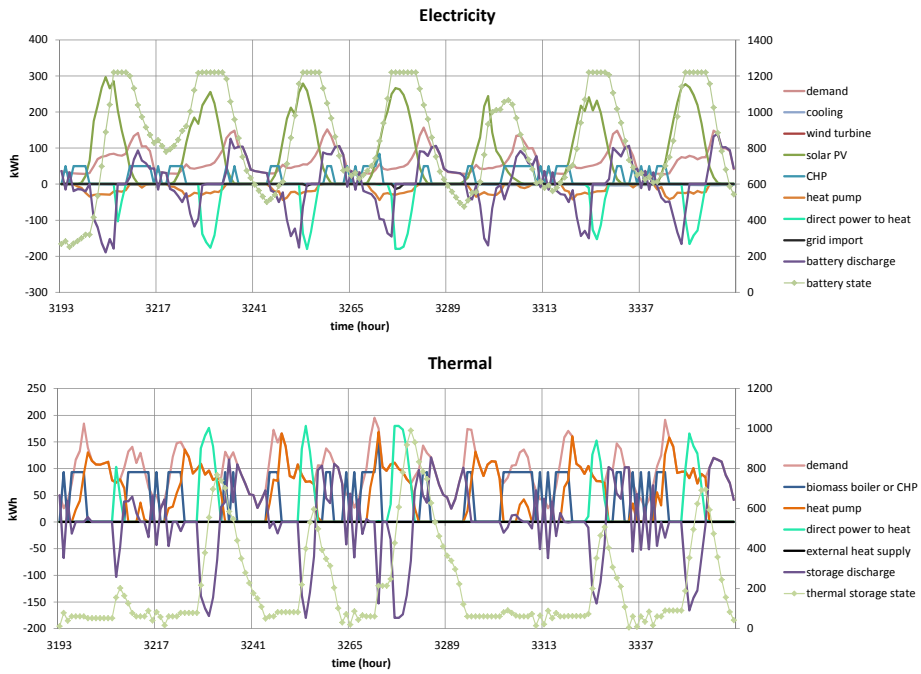 Electricity
400
300
200
100
0
-100
-200
-300
kWh
1400
1200
1000
800
600
400
200
0
3193 3217 3241 3265 3289 3313 3337
time (hour)
demand
cooling
wind turbine
solar PV
CHP
heat pump
direct power to heat
grid import
battery discharge
battery state
Thermal
250
200
150
100
50
0
-50
-100
-150
-200
kWh
1200
1000
800
600
400
200
0
3193 3217 3241 3265 3289 3313 3337
time (hour)
demand
biomass boiler or CHP
heat pump
direct power to heat
external heat supply
storage discharge
thermal storage state